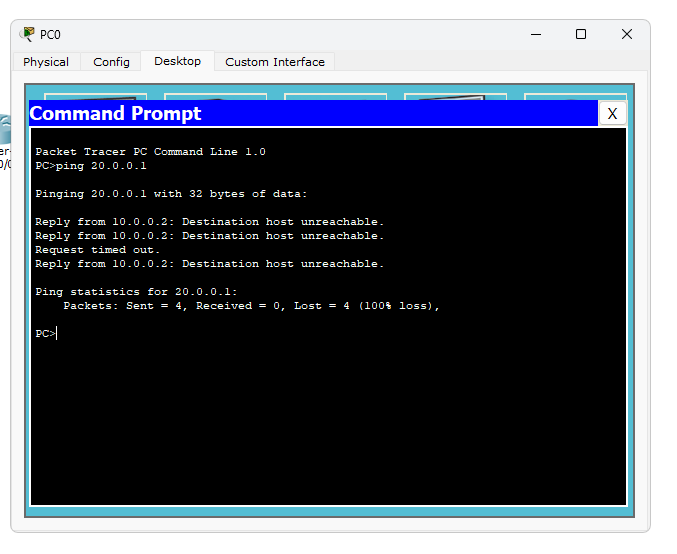 PC0
Physical Config Desktop Custom Interface
Command Prompt X
Packet Tracer PC Command Line 1.0
PC>ping 20.0.0.1
Pinging 20.0.0.1 with 32 bytes of data:
Reply from 10.0.0.2: Destination host unreachable.
Reply from 10.0.0.2: Destination host unreachable.
Request timed out.
Reply from 10.0.0.2: Destination host unreachable.
Ping statistics for 20.0.0.1:
Packets: Sent = 4, Received = 0, Lost = 4 (100% loss),
PC>